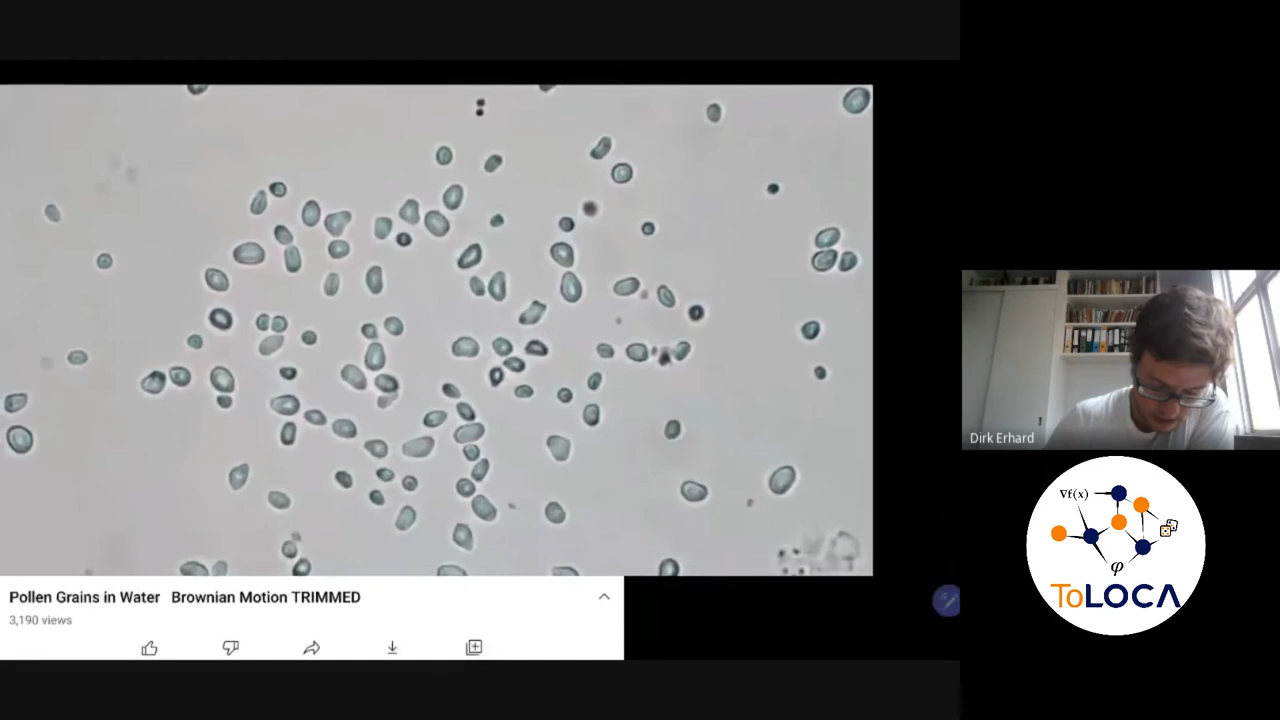 Pollen Grains in Water Brownian Motion TRIMMED
3,190 views
Dirk Erhard
∇f(x)
φ
ToLOCA